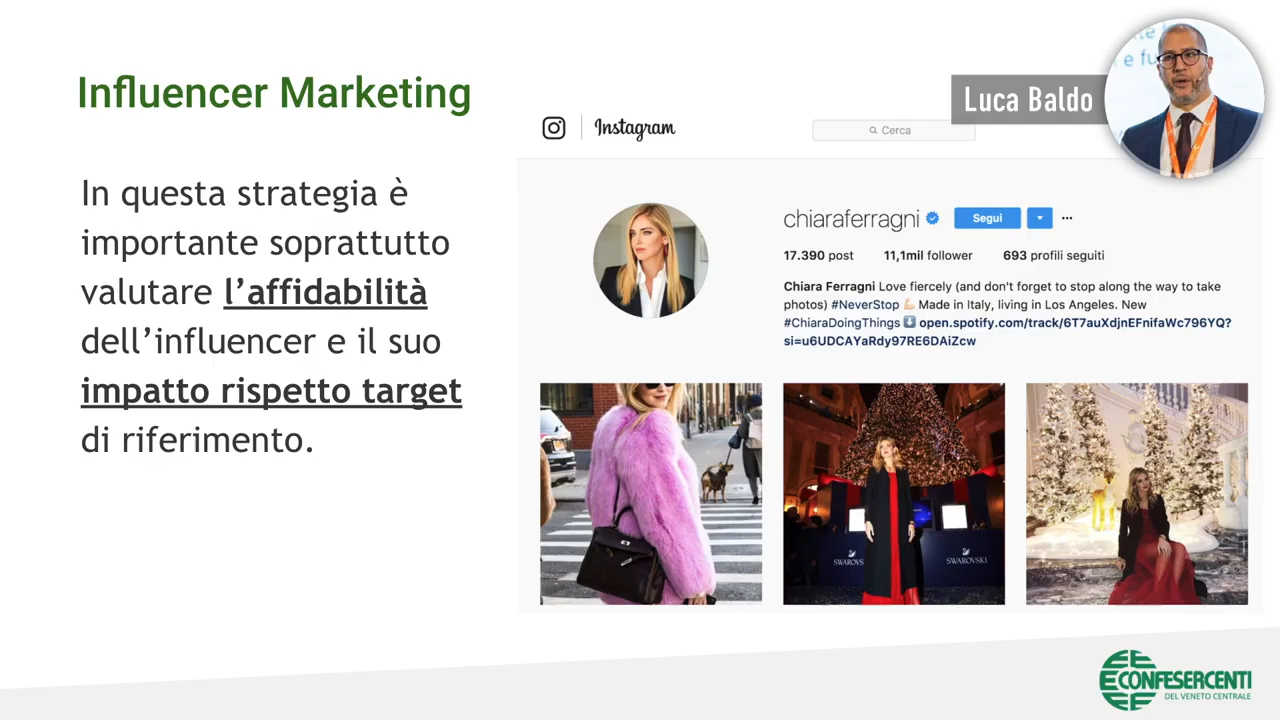 Influencer Marketing
In questa strategia è
importante soprattutto
valutare l’affidabilità
dell’influencer e il suo
impatto rispetto target
di riferimento.
Luca Baldo
Instagram
Cerca
chiaraferragni
Segui
17.390 post 11,1mil follower 693 profili seguiti
Chiara Ferragni Love fiercely (and don't forget to stop along the way to take
photos) #NeverStop 💪🏻 Made in Italy, living in Los Angeles. New
#ChiaraDoingThings ⬇️ open.spotify.com/track/6T7auXdjnEFnifaWc796YQ?
si=u6UDCAYaRdy97RE6DAiZcw
SWAROVSKI
SWAROVSKI
CONFESERCENTI
DEL VENETO CENTRALE